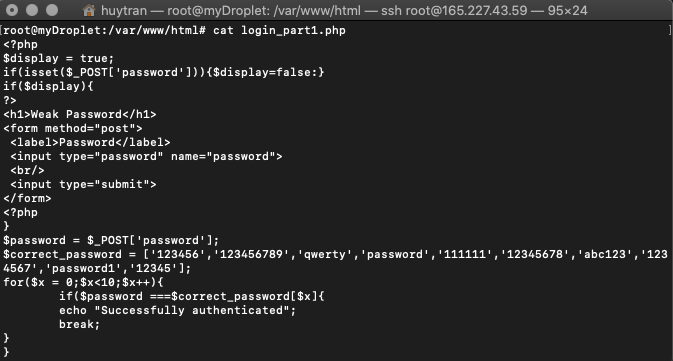 huytran — root@myDroplet: /var/www/html — ssh root@165.227.43.59 — 95×24
[root@myDroplet:/var/www/html# cat login_part1.php ]
<?php
$display = true;
if(isset($_POST['password'])){$display=false:}
if($display){
?>
<h1>Weak Password</h1>
<form method="post">
 <label>Password</label>
 <input type="password" name="password">
 <br/>
 <input type="submit">
</form>
<?php
}
$password = $_POST['password'];
$correct_password = ['123456','123456789','qwerty','password','111111','12345678','abc123','123
4567','password1','12345'];
for($x = 0;$x<10;$x++){
        if($password ===$correct_password[$x]{
        echo "Successfully authenticated";
        break;
}
}